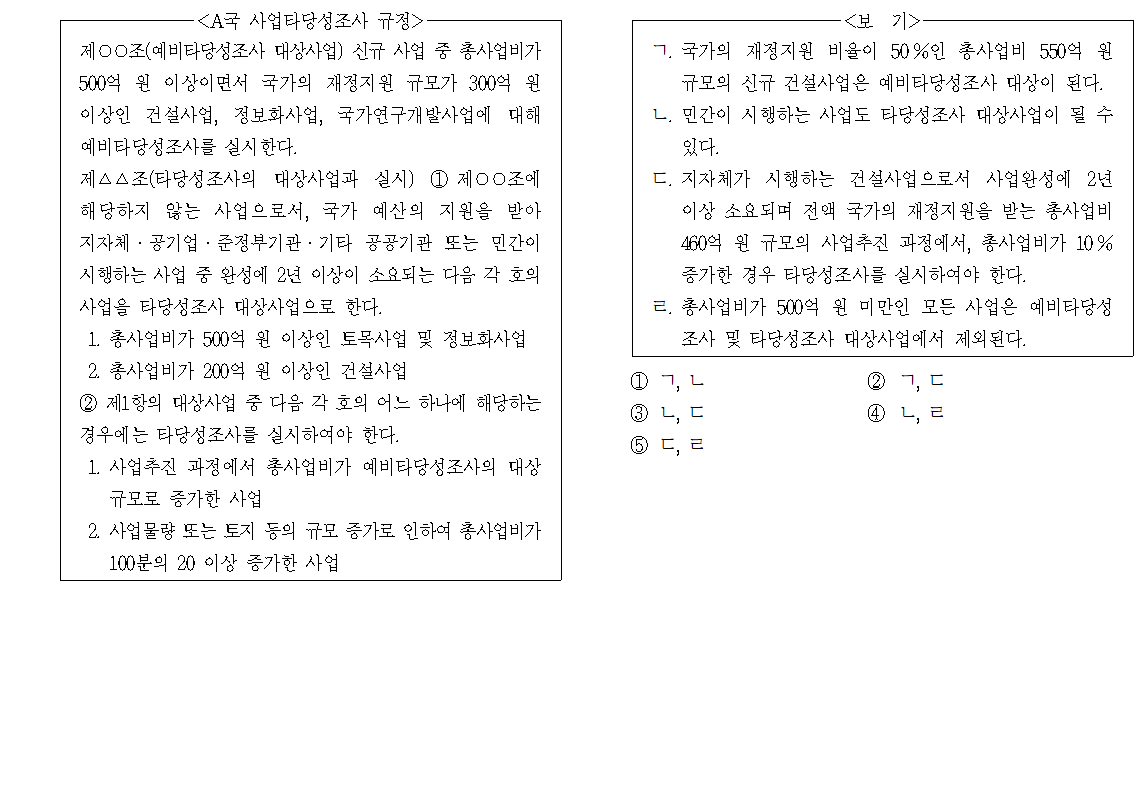 <A국 사업타당성조사 규정>
제○○조(예비타당성조사 대상사업) 신규 사업 중 총사업비가
500억 원 이상이면서 국가의 재정지원 규모가 300억 원
이상인 건설사업, 정보화사업, 국가연구개발사업에 대해
예비타당성조사를 실시한다.
제△△조(타당성조사의 대상사업과 실시) ① 제○○조에
해당하지 않는 사업으로서, 국가 예산의 지원을 받아
지자체·공기업·준정부기관·기타 공공기관 또는 민간이
시행하는 사업 중 완성에 2년 이상이 소요되는 다음 각 호의
사업을 타당성조사 대상사업으로 한다.
1. 총사업비가 500억 원 이상인 토목사업 및 정보화사업
2. 총사업비가 200억 원 이상인 건설사업
② 제1항의 대상사업 중 다음 각 호의 어느 하나에 해당하는
경우에는 타당성조사를 실시하여야 한다.
1. 사업추진 과정에서 총사업비가 예비타당성조사의 대상
규모로 증가한 사업
2. 사업물량 또는 토지 등의 규모 증가로 인하여 총사업비가
100분의 20 이상 증가한 사업
<보 기>
ㄱ. 국가의 재정지원 비율이 50%인 총사업비 550억 원
규모의 신규 건설사업은 예비타당성조사 대상이 된다.
ㄴ. 민간이 시행하는 사업도 타당성조사 대상사업이 될 수
있다.
ㄷ. 지자체가 시행하는 건설사업으로서 사업완성에 2년
이상 소요되며 전액 국가의 재정지원을 받는 총사업비
460억 원 규모의 사업추진 과정에서, 총사업비가 10%
증가한 경우 타당성조사를 실시하여야 한다.
ㄹ. 총사업비가 500억 원 미만인 모든 사업은 예비타당성
조사 및 타당성조사 대상사업에서 제외된다.
① ㄱ, ㄴ
② ㄱ, ㄷ
③ ㄴ, ㄷ
④ ㄴ, ㄹ
⑤ ㄷ, ㄹ